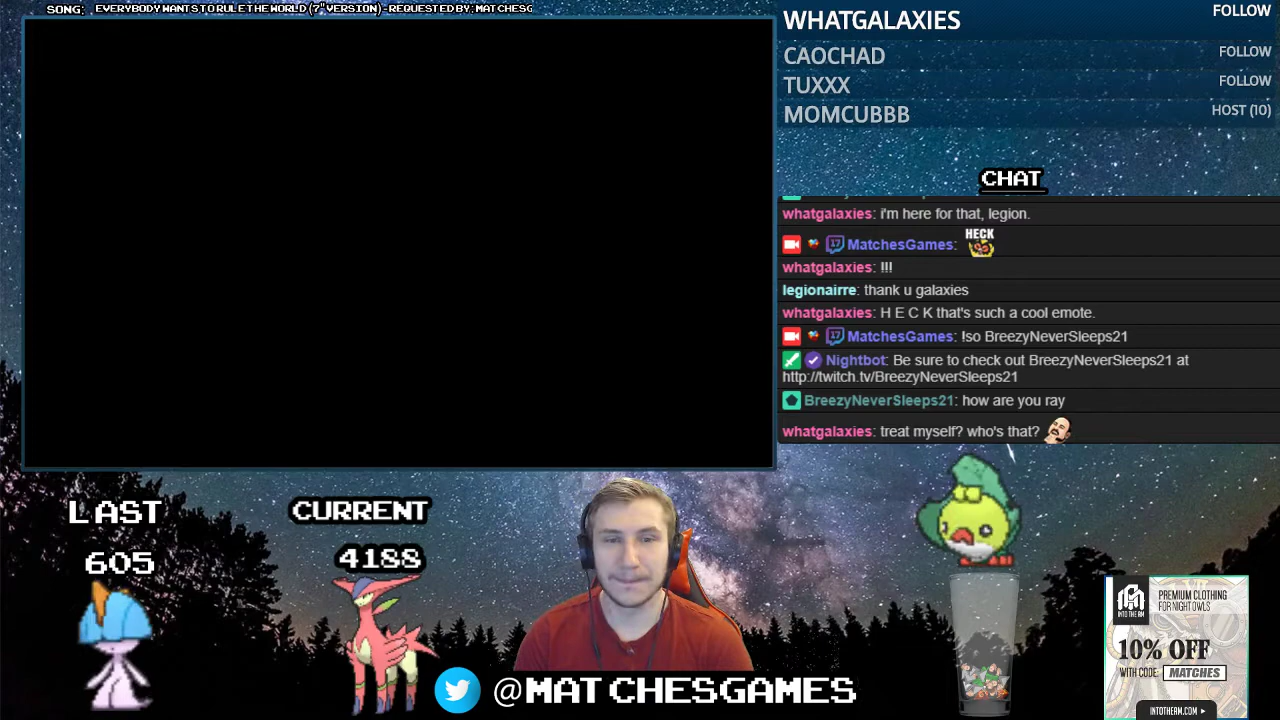 SONG: EVERYBODY WANTS TO RULE THE WORLD (7" VERSION) - REQUESTED BY: MATCHESG
WHATGALAXIES FOLLOW
CAOCHAD FOLLOW
TUXXX FOLLOW
MOMCUBBB HOST (10)
CHAT
whatgalaxies: i'm here for that, legion.
MatchesGames: HECK
whatgalaxies: !!!
legionairre: thank u galaxies
whatgalaxies: H E C K that's such a cool emote.
17 MatchesGames: !so BreezyNeverSleeps21
Nightbot: Be sure to check out BreezyNeverSleeps21 at
http://twitch.tv/BreezyNeverSleeps21
BreezyNeverSleeps21: how are you ray
whatgalaxies: treat myself? who's that?
LAST
605
CURRENT
4188
@MATCHESGAMES
INTO THE AM
PREMIUM CLOTHING
FOR NIGHT OWLS
10% OFF
WITH CODE: MATCHES
INTOTHEAM.COM